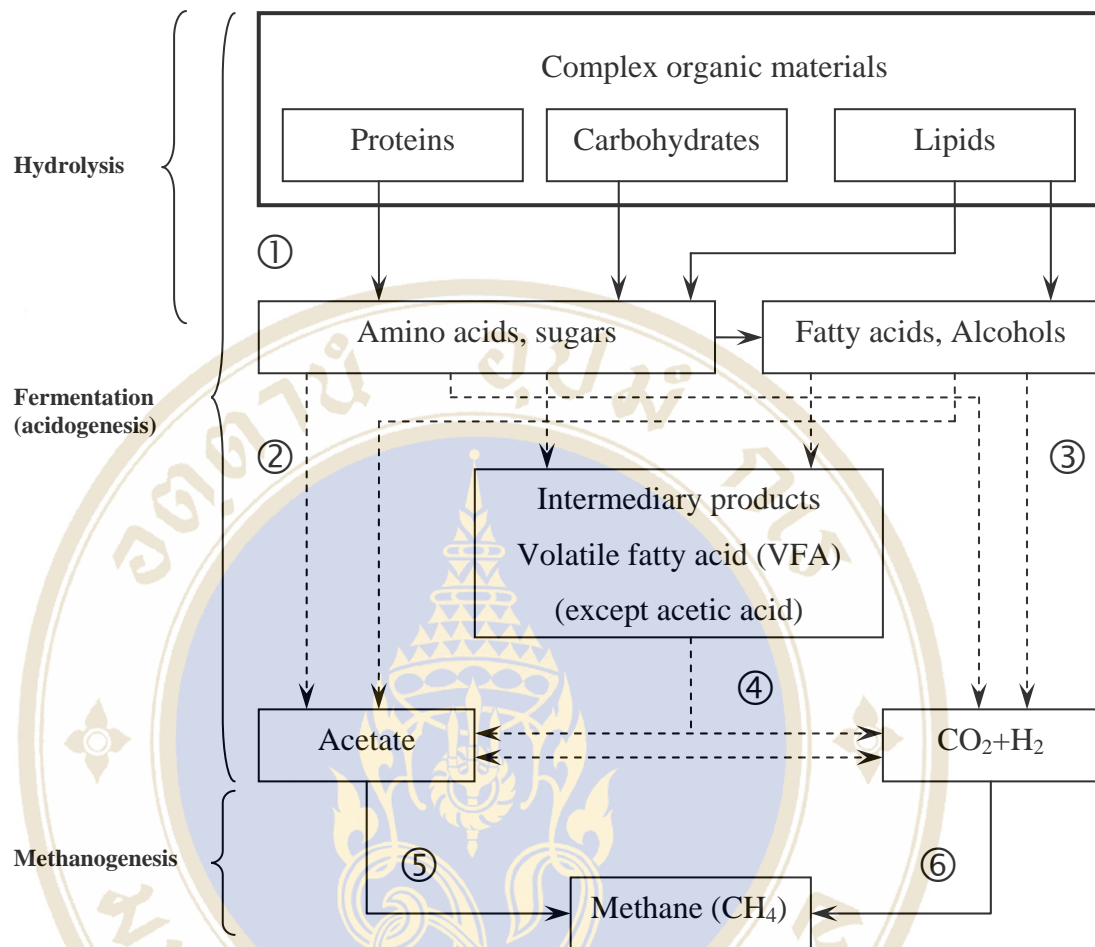 Complex organic materials
Proteins
Carbohydrates
Lipids
Hydrolysis
①
Amino acids, sugars
Fatty acids, Alcohols
Fermentation
(acidogenesis)
②
③
Intermediary products
Volatile fatty acid (VFA)
(except acetic acid)
④
Acetate
CO₂+H₂
Methanogenesis
⑤
⑥
Methane (CH₄)